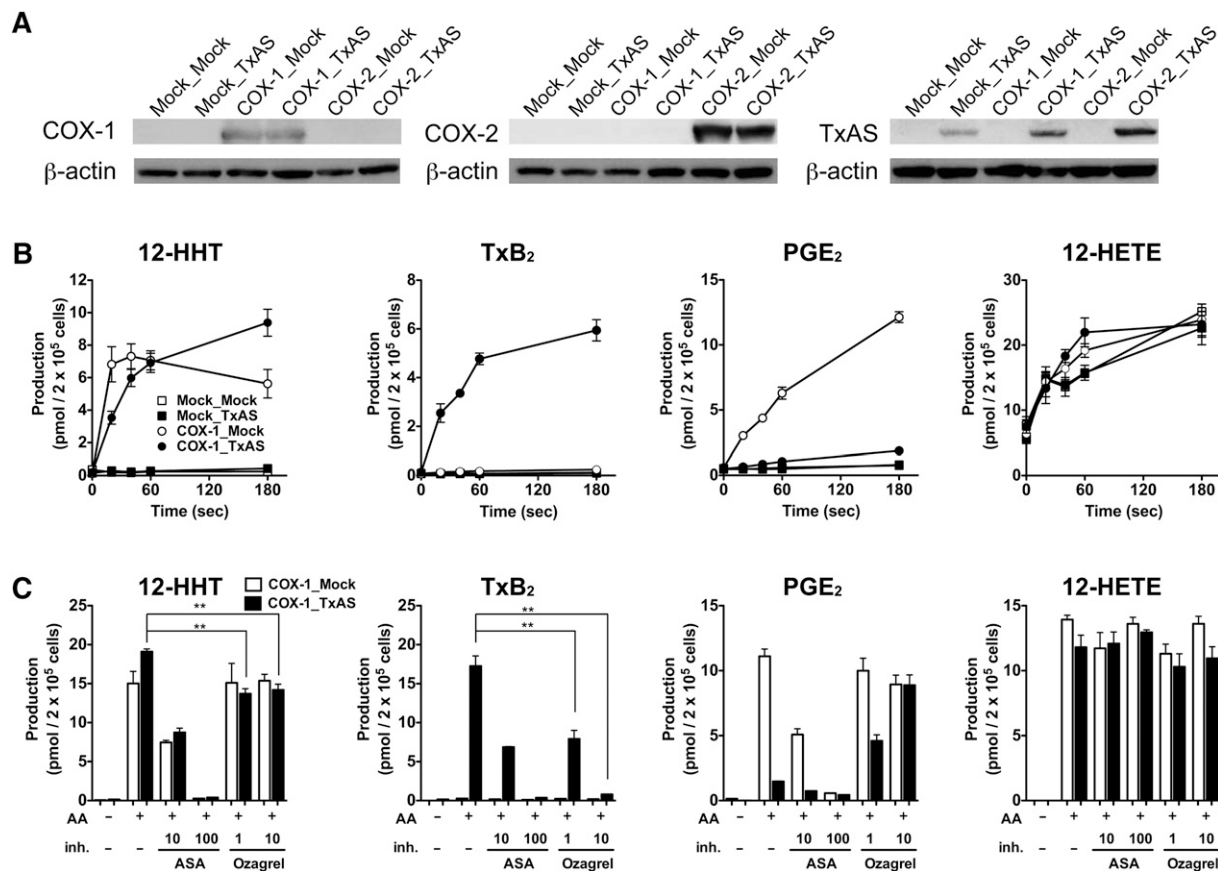 A
Mock_Mock
Mock_TxAS
COX-1_Mock
COX-1_TxAS
COX-2_Mock
COX-2_TxAS
COX-1
β-actin
Mock_Mock
Mock_TxAS
COX-1_Mock
COX-1_TxAS
COX-2_Mock
COX-2_TxAS
COX-2
β-actin
Mock_Mock
Mock_TxAS
COX-1_Mock
COX-1_TxAS
COX-2_Mock
COX-2_TxAS
TxAS
β-actin
B
12-HHT
Production
(pmol / 2 x 10⁵ cells)
12
10
8
6
4
2
0
Mock_Mock
Mock_TxAS
COX-1_Mock
COX-1_TxAS
0 60 120 180
Time (sec)
TxB₂
Production
(pmol / 2 x 10⁵ cells)
8
6
4
2
0
0 60 120 180
Time (sec)
PGE₂
Production
(pmol / 2 x 10⁵ cells)
15
10
5
0
0 60 120 180
Time (sec)
12-HETE
Production
(pmol / 2 x 10⁵ cells)
30
20
10
0
0 60 120 180
Time (sec)
C
12-HHT
COX-1_Mock
COX-1_TxAS
Production
(pmol / 2 x 10⁵ cells)
25
20
15
10
5
0
**
**
AA – + + + + +
inh. – 10 100 1 10
ASA Ozagrel
TxB₂
Production
(pmol / 2 x 10⁵ cells)
25
20
15
10
5
0
**
**
– + + + + +
– 10 100 1 10
ASA Ozagrel
PGE₂
Production
(pmol / 2 x 10⁵ cells)
15
10
5
0
AA – + + + + +
inh. – 10 100 1 10
ASA Ozagrel
12-HETE
Production
(pmol / 2 x 10⁵ cells)
15
10
5
0
AA – + + + + +
inh. – 10 100 1 10
ASA Ozagrel